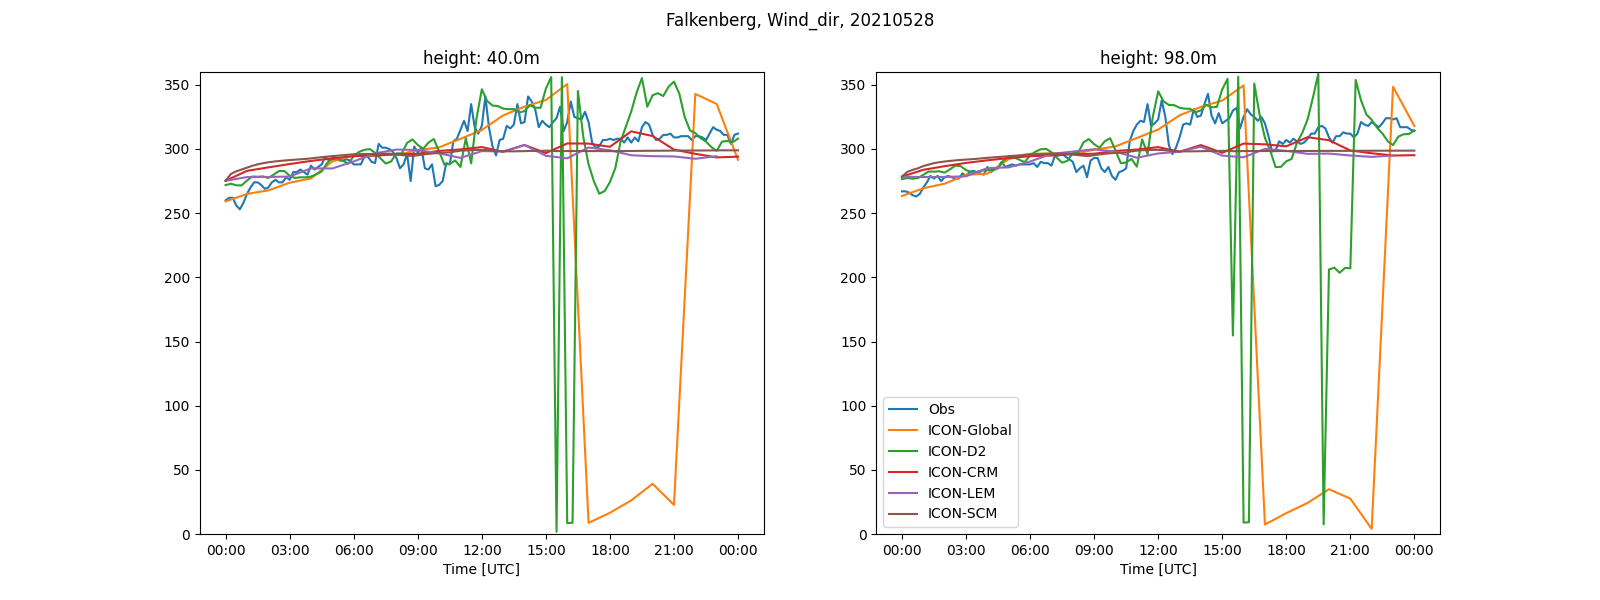 Falkenberg, Wind_dir, 20210528
height: 40.0m
350
300
250
200
150
100
50
0
00:00 03:00 06:00 09:00 12:00 15:00 18:00 21:00 00:00
Time [UTC]
height: 98.0m
350
300
250
200
150
100
50
0
Obs
ICON-Global
ICON-D2
ICON-CRM
ICON-LEM
ICON-SCM
00:00 03:00 06:00 09:00 12:00 15:00 18:00 21:00 00:00
Time [UTC]